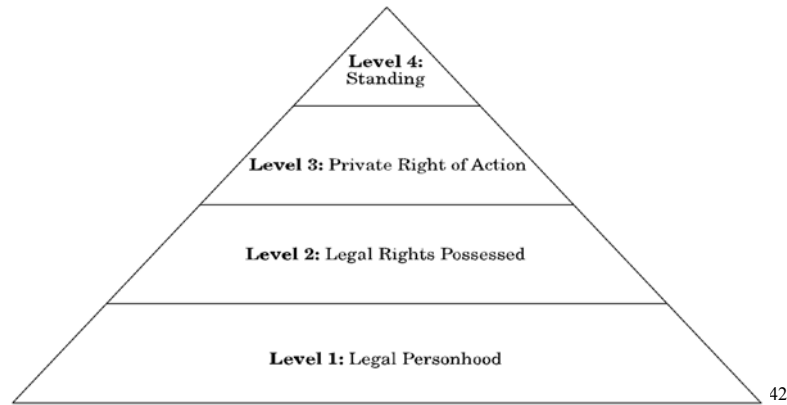 Level 4:
Standing
Level 3: Private Right of Action
Level 2: Legal Rights Possessed
Level 1: Legal Personhood
42